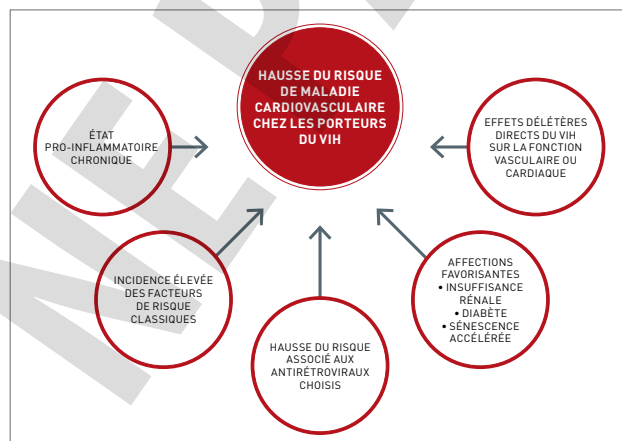 HAUSSE DU RISQUE
DE MALADIE
CARDIOVASCULAIRE
CHEZ LES PORTEURS
DU VIH
ÉTAT
PRO-INFLAMMATOIRE
CHRONIQUE
EFFETS DÉLÉTÈRES
DIRECTS DU VIH
SUR LA FONCTION
VASCULAIRE OU
CARDIAQUE
INCIDENCE ÉLEVÉE
DES FACTEURS
DE RISQUE
CLASSIQUES
HAUSSE DU RISQUE
ASSOCIÉ AUX
ANTIRÉTROVIRAUX
CHOISIS
AFFECTIONS
FAVORISANTES
• INSUFFISANCE
RÉNALE
• DIABÈTE
• SÉNESCENCE
ACCÉLÉRÉE